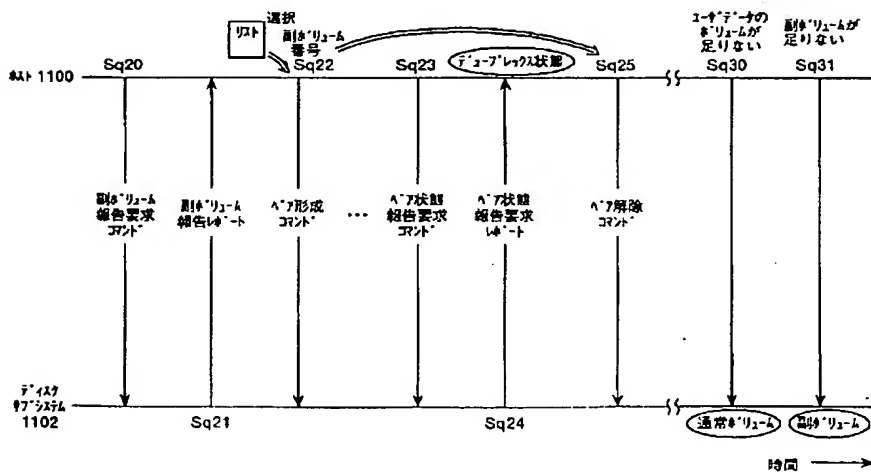 選択
リスト
副ボリューム
番号
ユーザデータの
ボリュームが
足りない
副ボリュームが
足りない
ホスト 1100
Sq20
Sq22
Sq23
デュープレックス状態
Sq25
Sq30
Sq31
副ボリューム
報告要求
コマンド
副ボリューム
報告レポート
ペア形成
コマンド
…
ペア状態
報告要求
コマンド
ペア状態
報告要求
レポート
ペア解除
コマンド
ディスク
サブシステム
1102
Sq21
Sq24
通常ボリューム
副ボリューム
時間